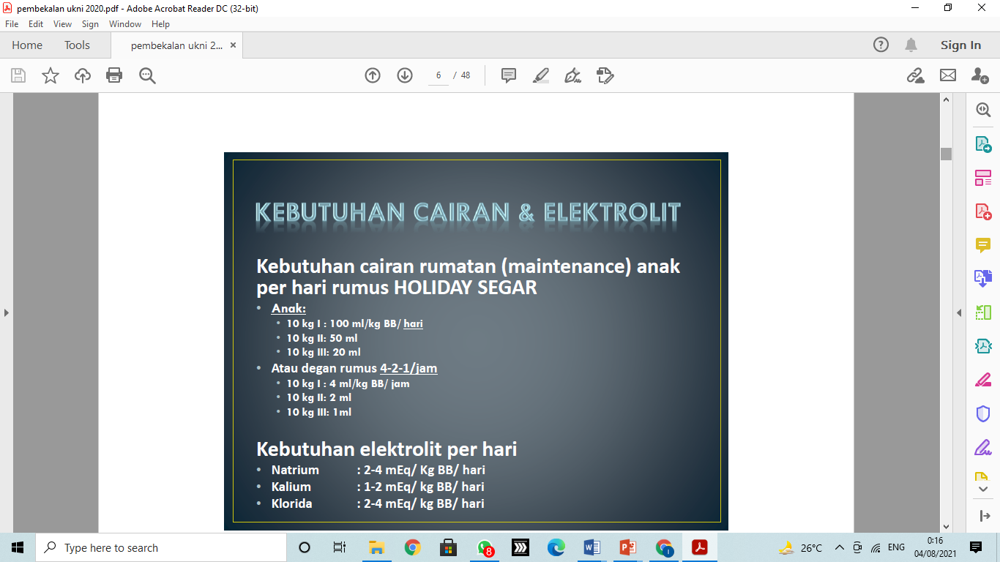 pembekalan ukni 2020.pdf - Adobe Acrobat Reader DC (32-bit)
File Edit View Sign Window Help
Home Tools pembekalan ukni 2... × Sign In
6 / 48
KEBUTUHAN CAIRAN & ELEKTROLIT
Kebutuhan cairan rumatan (maintenance) anak
per hari rumus HOLIDAY SEGAR
• Anak:
• 10 kg I : 100 ml/kg BB/ hari
• 10 kg II: 50 ml
• 10 kg III: 20 ml
• Atau degan rumus 4-2-1/jam
• 10 kg I : 4 ml/kg BB/ jam
• 10 kg II: 2 ml
• 10 kg III: 1ml
Kebutuhan elektrolit per hari
• Natrium : 2-4 mEq/ Kg BB/ hari
• Kalium : 1-2 mEq/ kg BB/ hari
• Klorida : 2-4 mEq/ kg BB/ hari
Type here to search 8 26°C ENG 0:16
04/08/2021